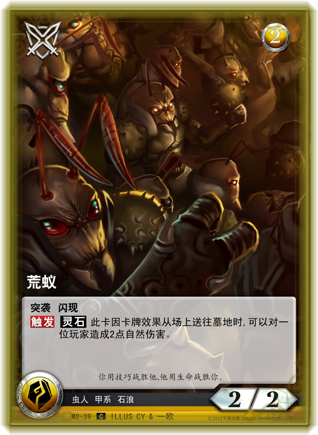 2
荒蚁
突袭 闪现
触发 灵石 此卡因卡牌效果从场上送往墓地时,可以对一
位玩家造成2点自然伤害。
你用技巧战胜他,他用生命战胜你。
虫人 甲系 石浪
2 / 2
M2-39 C ILLUS CY & 一欧